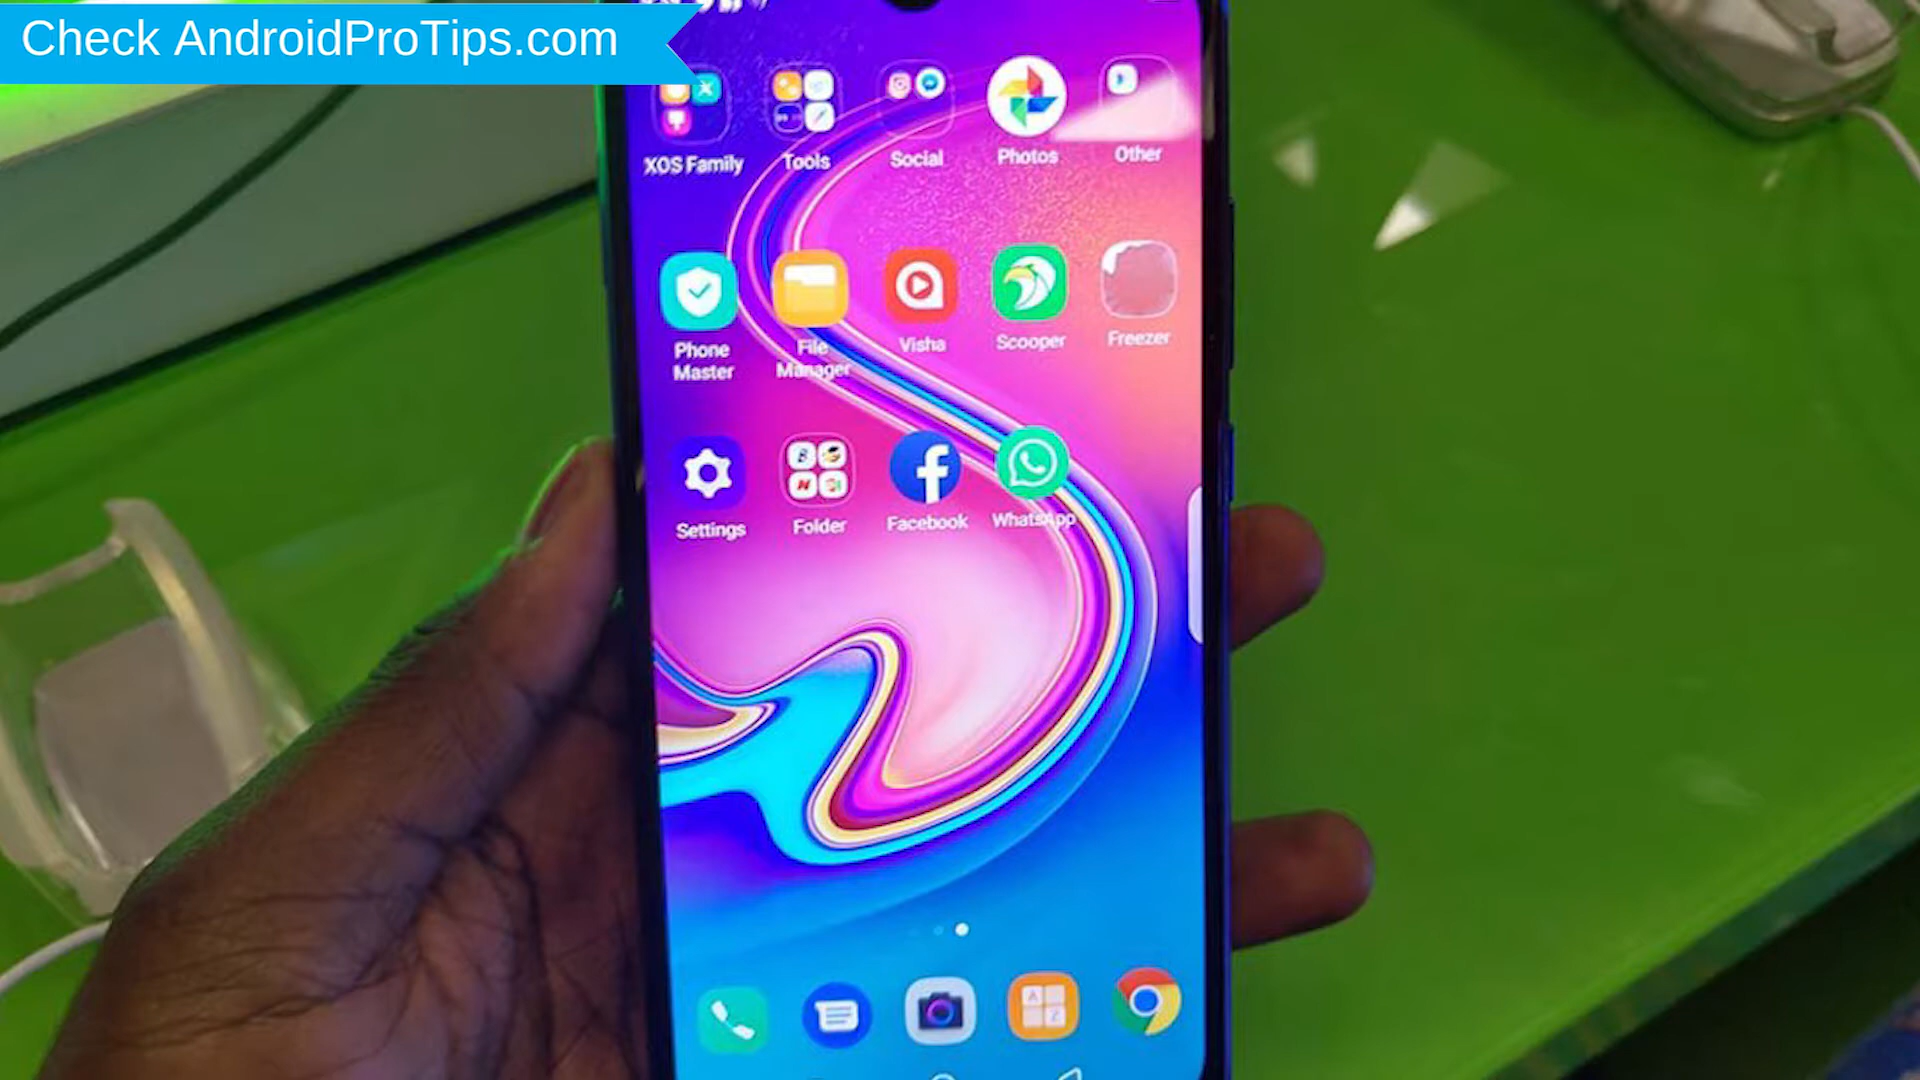 Check AndroidProTips.com
XOS Family Tools Social Photos Other
Phone Master File Manager Visha Scooper Freezer
Settings Folder Facebook WhatsApp